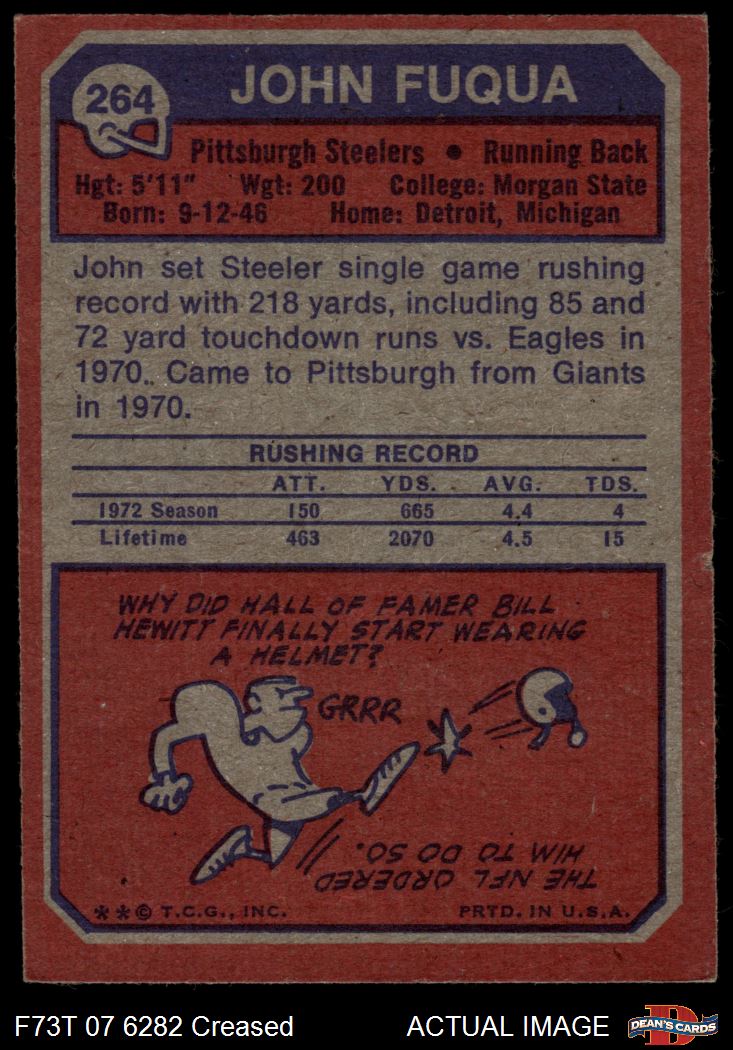 264
JOHN FUQUA
Pittsburgh Steelers • Running Back
Hgt: 5'11" Wgt: 200 College: Morgan State
Born: 9-12-46 Home: Detroit, Michigan
John set Steeler single game rushing
record with 218 yards, including 85 and
72 yard touchdown runs vs. Eagles in
1970. Came to Pittsburgh from Giants
in 1970.
RUSHING RECORD
ATT. YDS. AVG. TDS.
1972 Season 150 665 4.4 4
Lifetime 463 2070 4.5 15
WHY DID HALL OF FAMER BILL
HEWITT FINALLY START WEARING
A HELMET?
GRRR
THE NFL ORDERED
HIM TO DO SO.
**© T.C.G., INC. PRTD. IN U.S.A.
F73T 07 6282 Creased ACTUAL IMAGE
D
DEAN'S CARDS